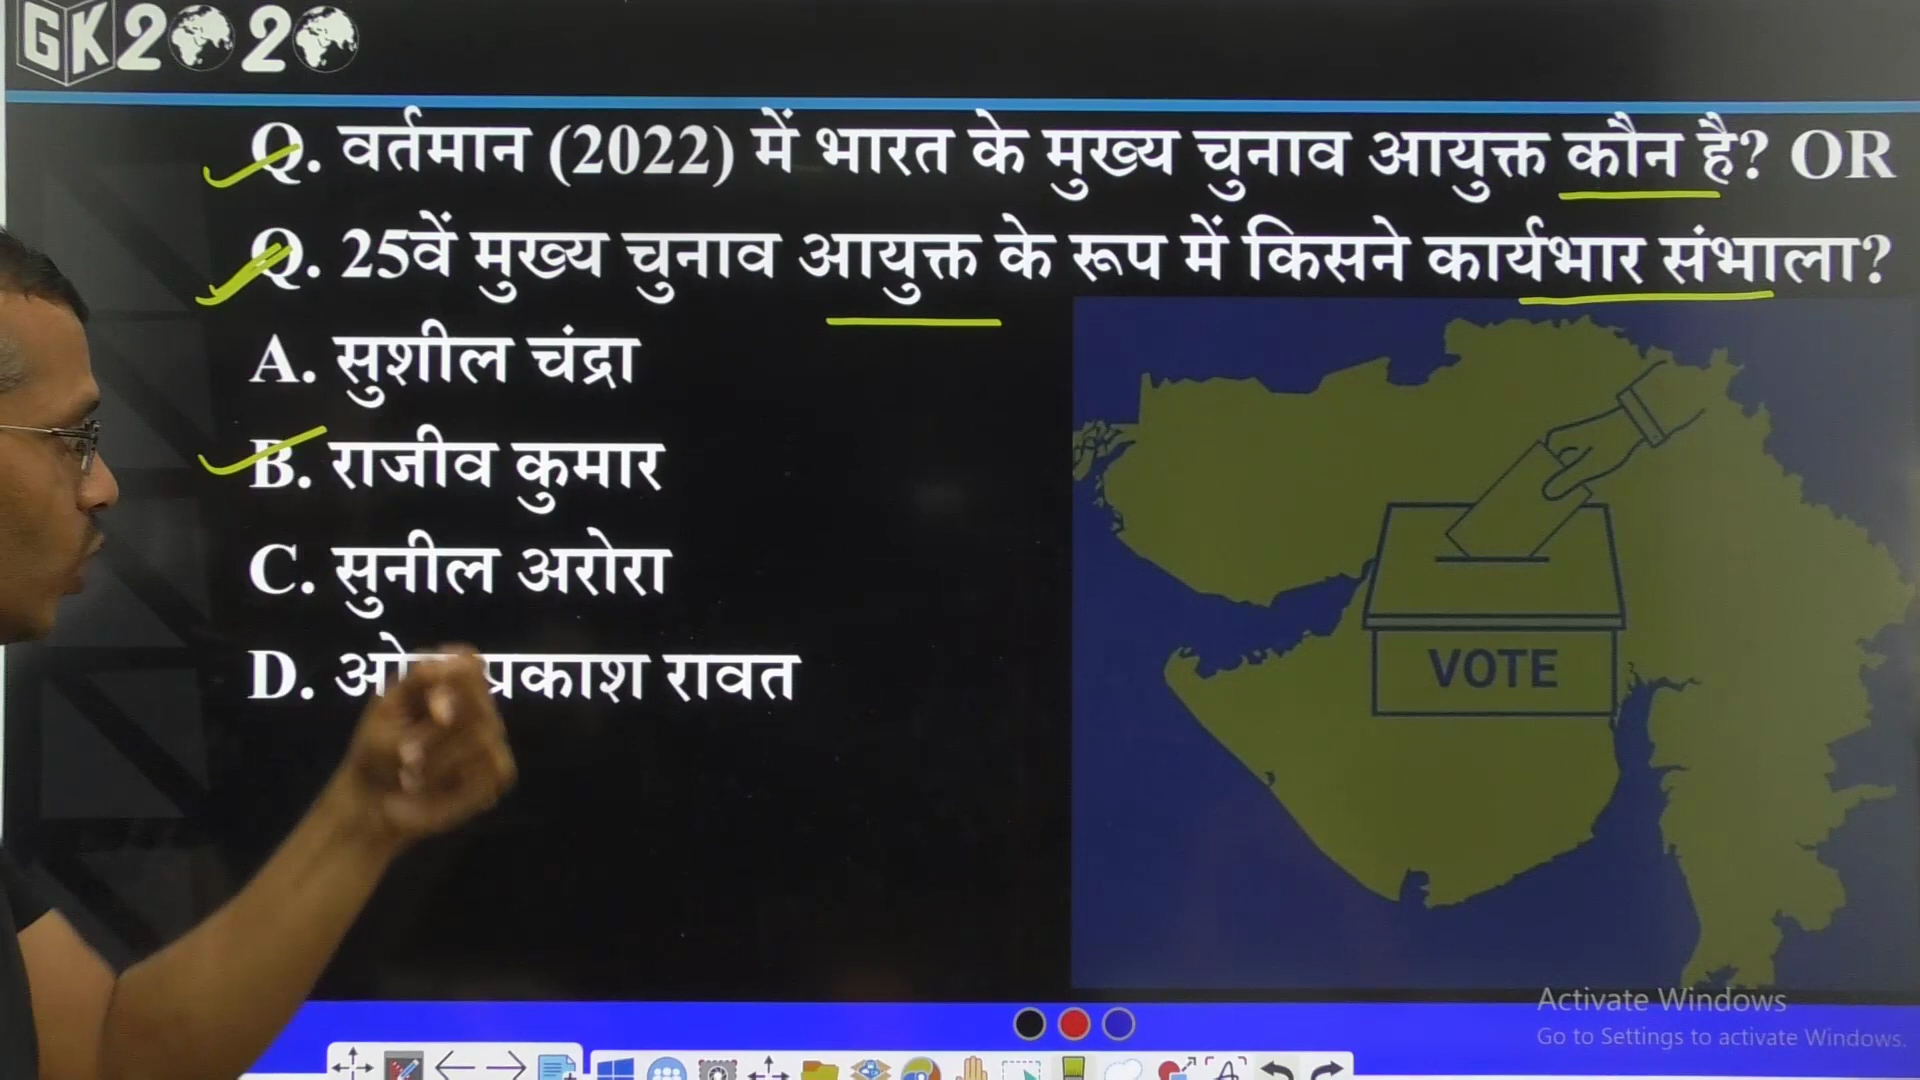 GK2020
Q. वर्तमान (2022) में भारत के मुख्य चुनाव आयुक्त कौन है? OR
Q. 25वें मुख्य चुनाव आयुक्त के रूप में किसने कार्यभार संभाला?
A. सुशील चंद्रा
B. राजीव कुमार
C. सुनील अरोरा
D. प्रकाश रावत
VOTE
Activate Windows
Go to Settings to activate Windows.